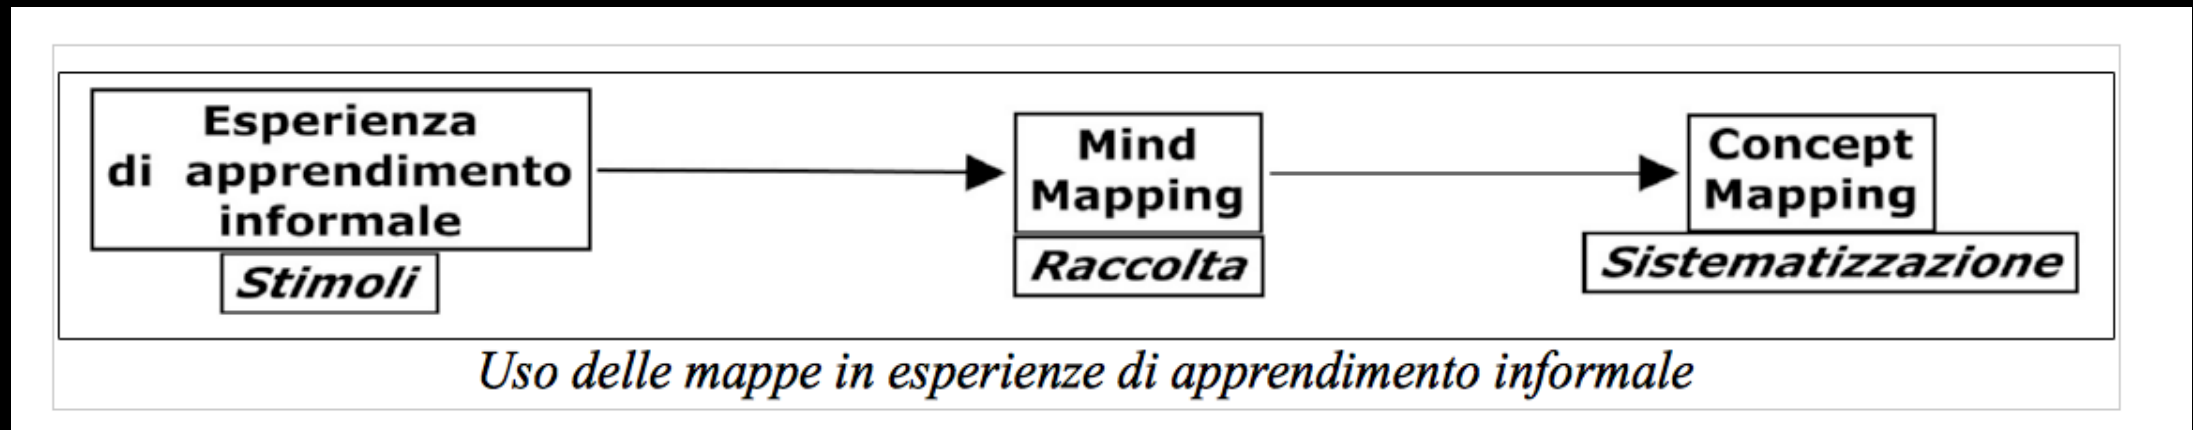 Esperienza
di apprendimento
informale
Stimoli
Mind
Mapping
Raccolta
Concept
Mapping
Sistematizzazione
Uso delle mappe in esperienze di apprendimento informale